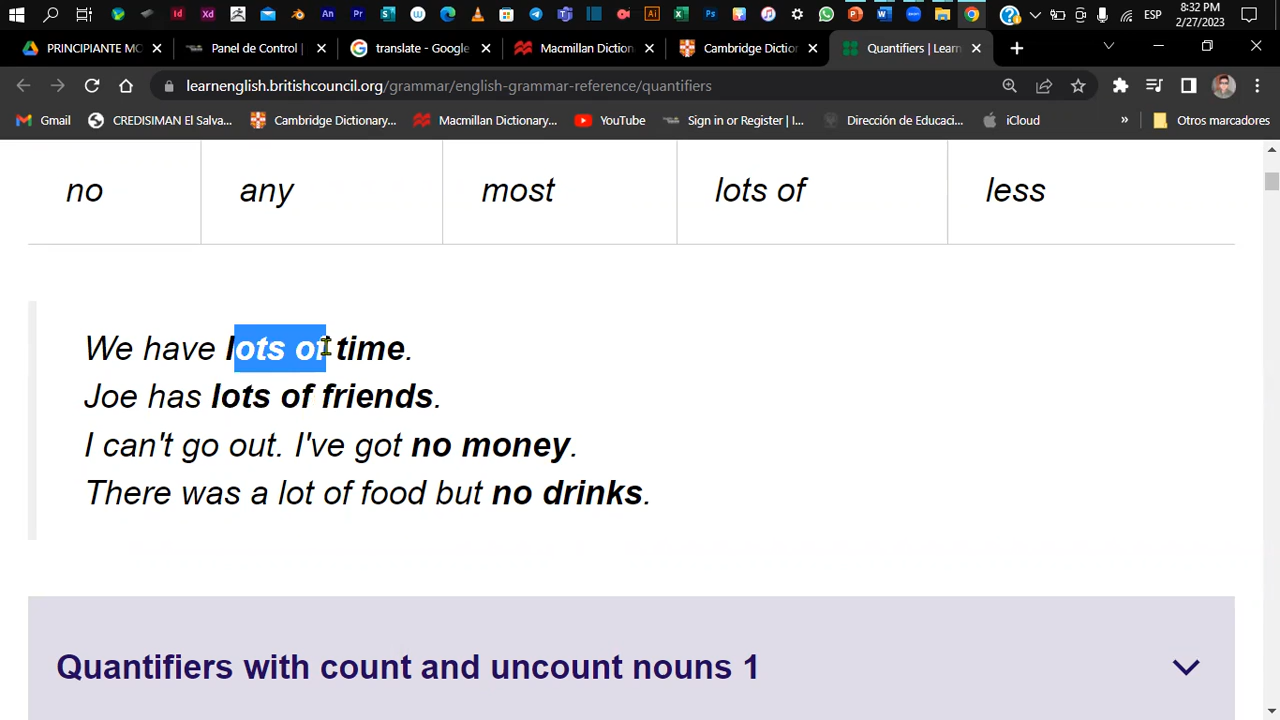 8:32 PM
ESP
2/27/2023
PRINCIPIANTE MO
Panel de Control |
translate - Google
Macmillan Diction
Cambridge Dictio
Quantifiers | Learn
learnenglish.britishcouncil.org/grammar/english-grammar-reference/quantifiers
Gmail
CREDISIMAN El Salva...
Cambridge Dictionary...
Macmillan Dictionary...
YouTube
Sign in or Register | I...
Dirección de Educaci...
iCloud
»
Otros marcadores
no any most lots of less
We have lots of time.
Joe has lots of friends.
I can't go out. I've got no money.
There was a lot of food but no drinks.
Quantifiers with count and uncount nouns 1